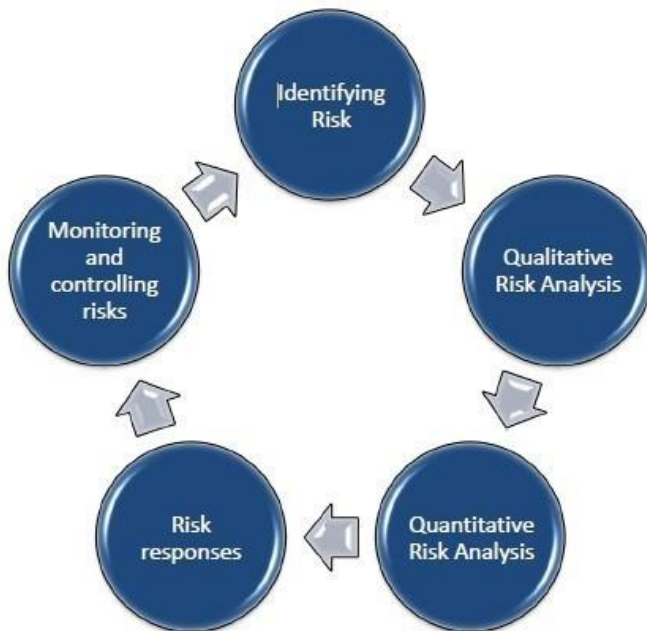 Identifying
Risk
Qualitative
Risk Analysis
Quantitative
Risk Analysis
Risk
responses
Monitoring
and
controlling
risks